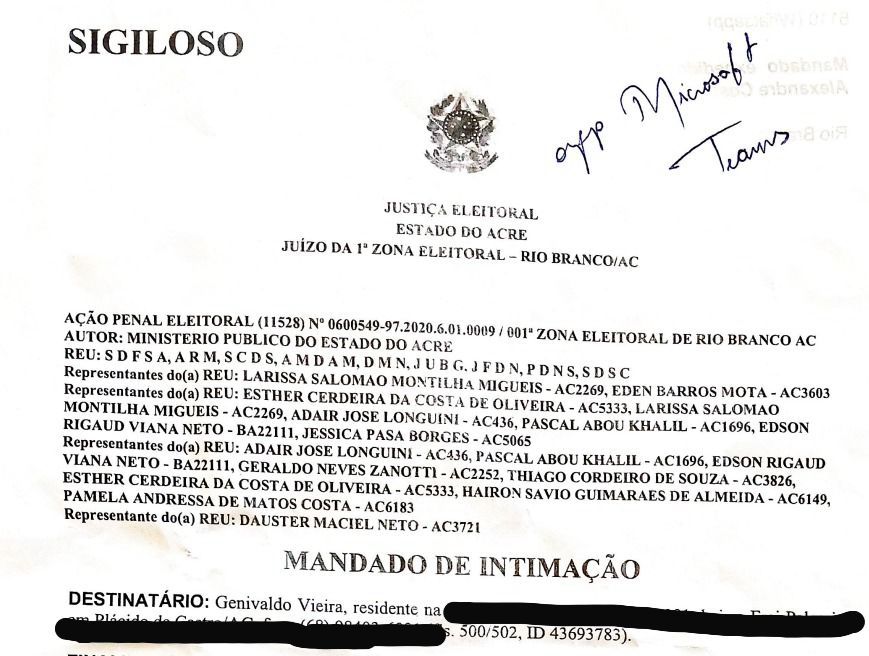 SIGILOSO
app Microsoft
Teams
JUSTIÇA ELEITORAL
ESTADO DO ACRE
JUÍZO DA 1ª ZONA ELEITORAL – RIO BRANCO/AC
AÇÃO PENAL ELEITORAL (11528) Nº 0600549-97.2020.6.01.0009 / 001ª ZONA ELEITORAL DE RIO BRANCO AC
AUTOR: MINISTERIO PUBLICO DO ESTADO DO ACRE
REU: S D F S A, A R M, S C D S, A M D A M, D M N, J U B G, J F D N, P D N S, S D S C
Representantes do(a) REU: LARISSA SALOMAO MONTILHA MIGUEIS - AC2269, EDEN BARROS MOTA - AC3603
Representantes do(a) REU: ESTHER CERDEIRA DA COSTA DE OLIVEIRA - AC5333, LARISSA SALOMAO
MONTILHA MIGUEIS - AC2269, ADAIR JOSE LONGUINI - AC436, PASCAL ABOU KHALIL - AC1696, EDSON
RIGAUD VIANA NETO - BA22111, JESSICA PASA BORGES - AC5065
Representantes do(a) REU: ADAIR JOSE LONGUINI - AC436, PASCAL ABOU KHALIL - AC1696, EDSON RIGAUD
VIANA NETO - BA22111, GERALDO NEVES ZANOTTI - AC2252, THIAGO CORDEIRO DE SOUZA - AC3826,
ESTHER CERDEIRA DA COSTA DE OLIVEIRA - AC5333, HAIRON SAVIO GUIMARAES DE ALMEIDA - AC6149,
PAMELA ANDRESSA DE MATOS COSTA - AC6183
Representante do(a) REU: DAUSTER MACIEL NETO - AC3721
MANDADO DE INTIMAÇÃO
DESTINATÁRIO: Genivaldo Vieira, residente na
500/502, ID 43693783).